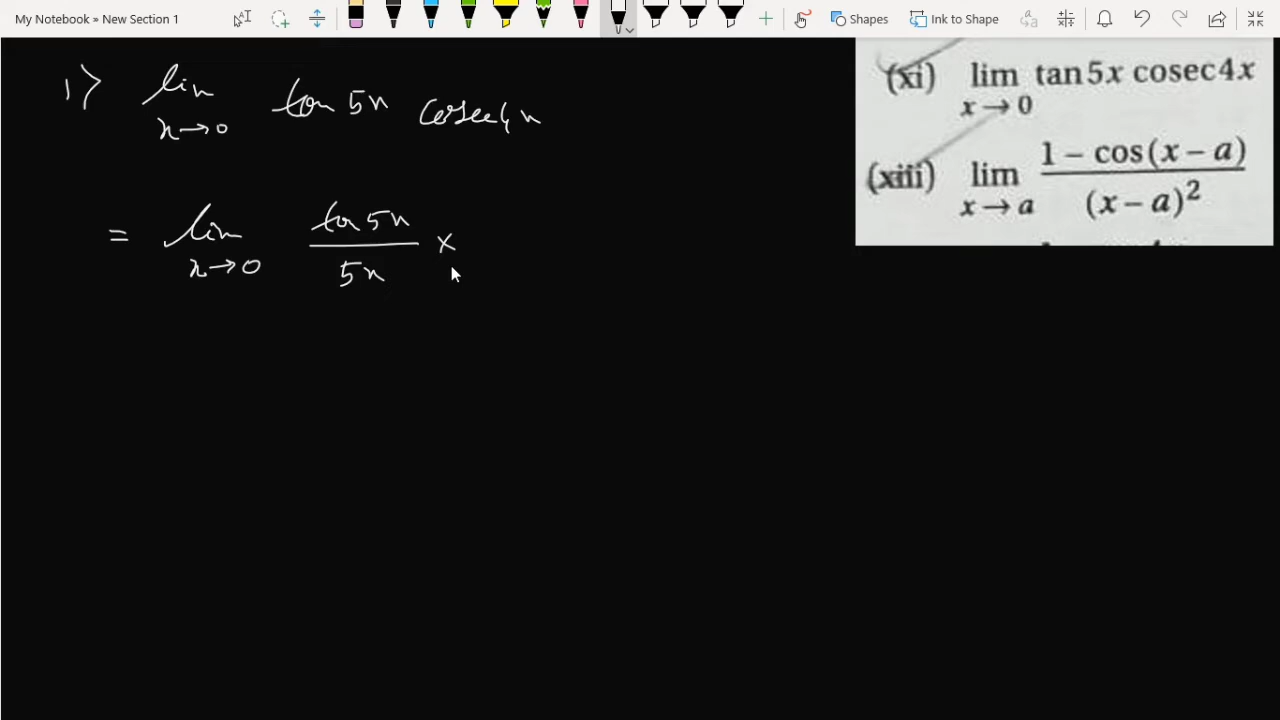 My Notebook » New Section 1
Shapes
Ink to Shape
1) lim x→0 tan 5x cosec 4x
= lim x→0 tan 5x / 5x ×
(xi) lim x→0 tan 5x cosec 4x
(xiii) lim x→a 1 − cos(x − a) / (x − a)²